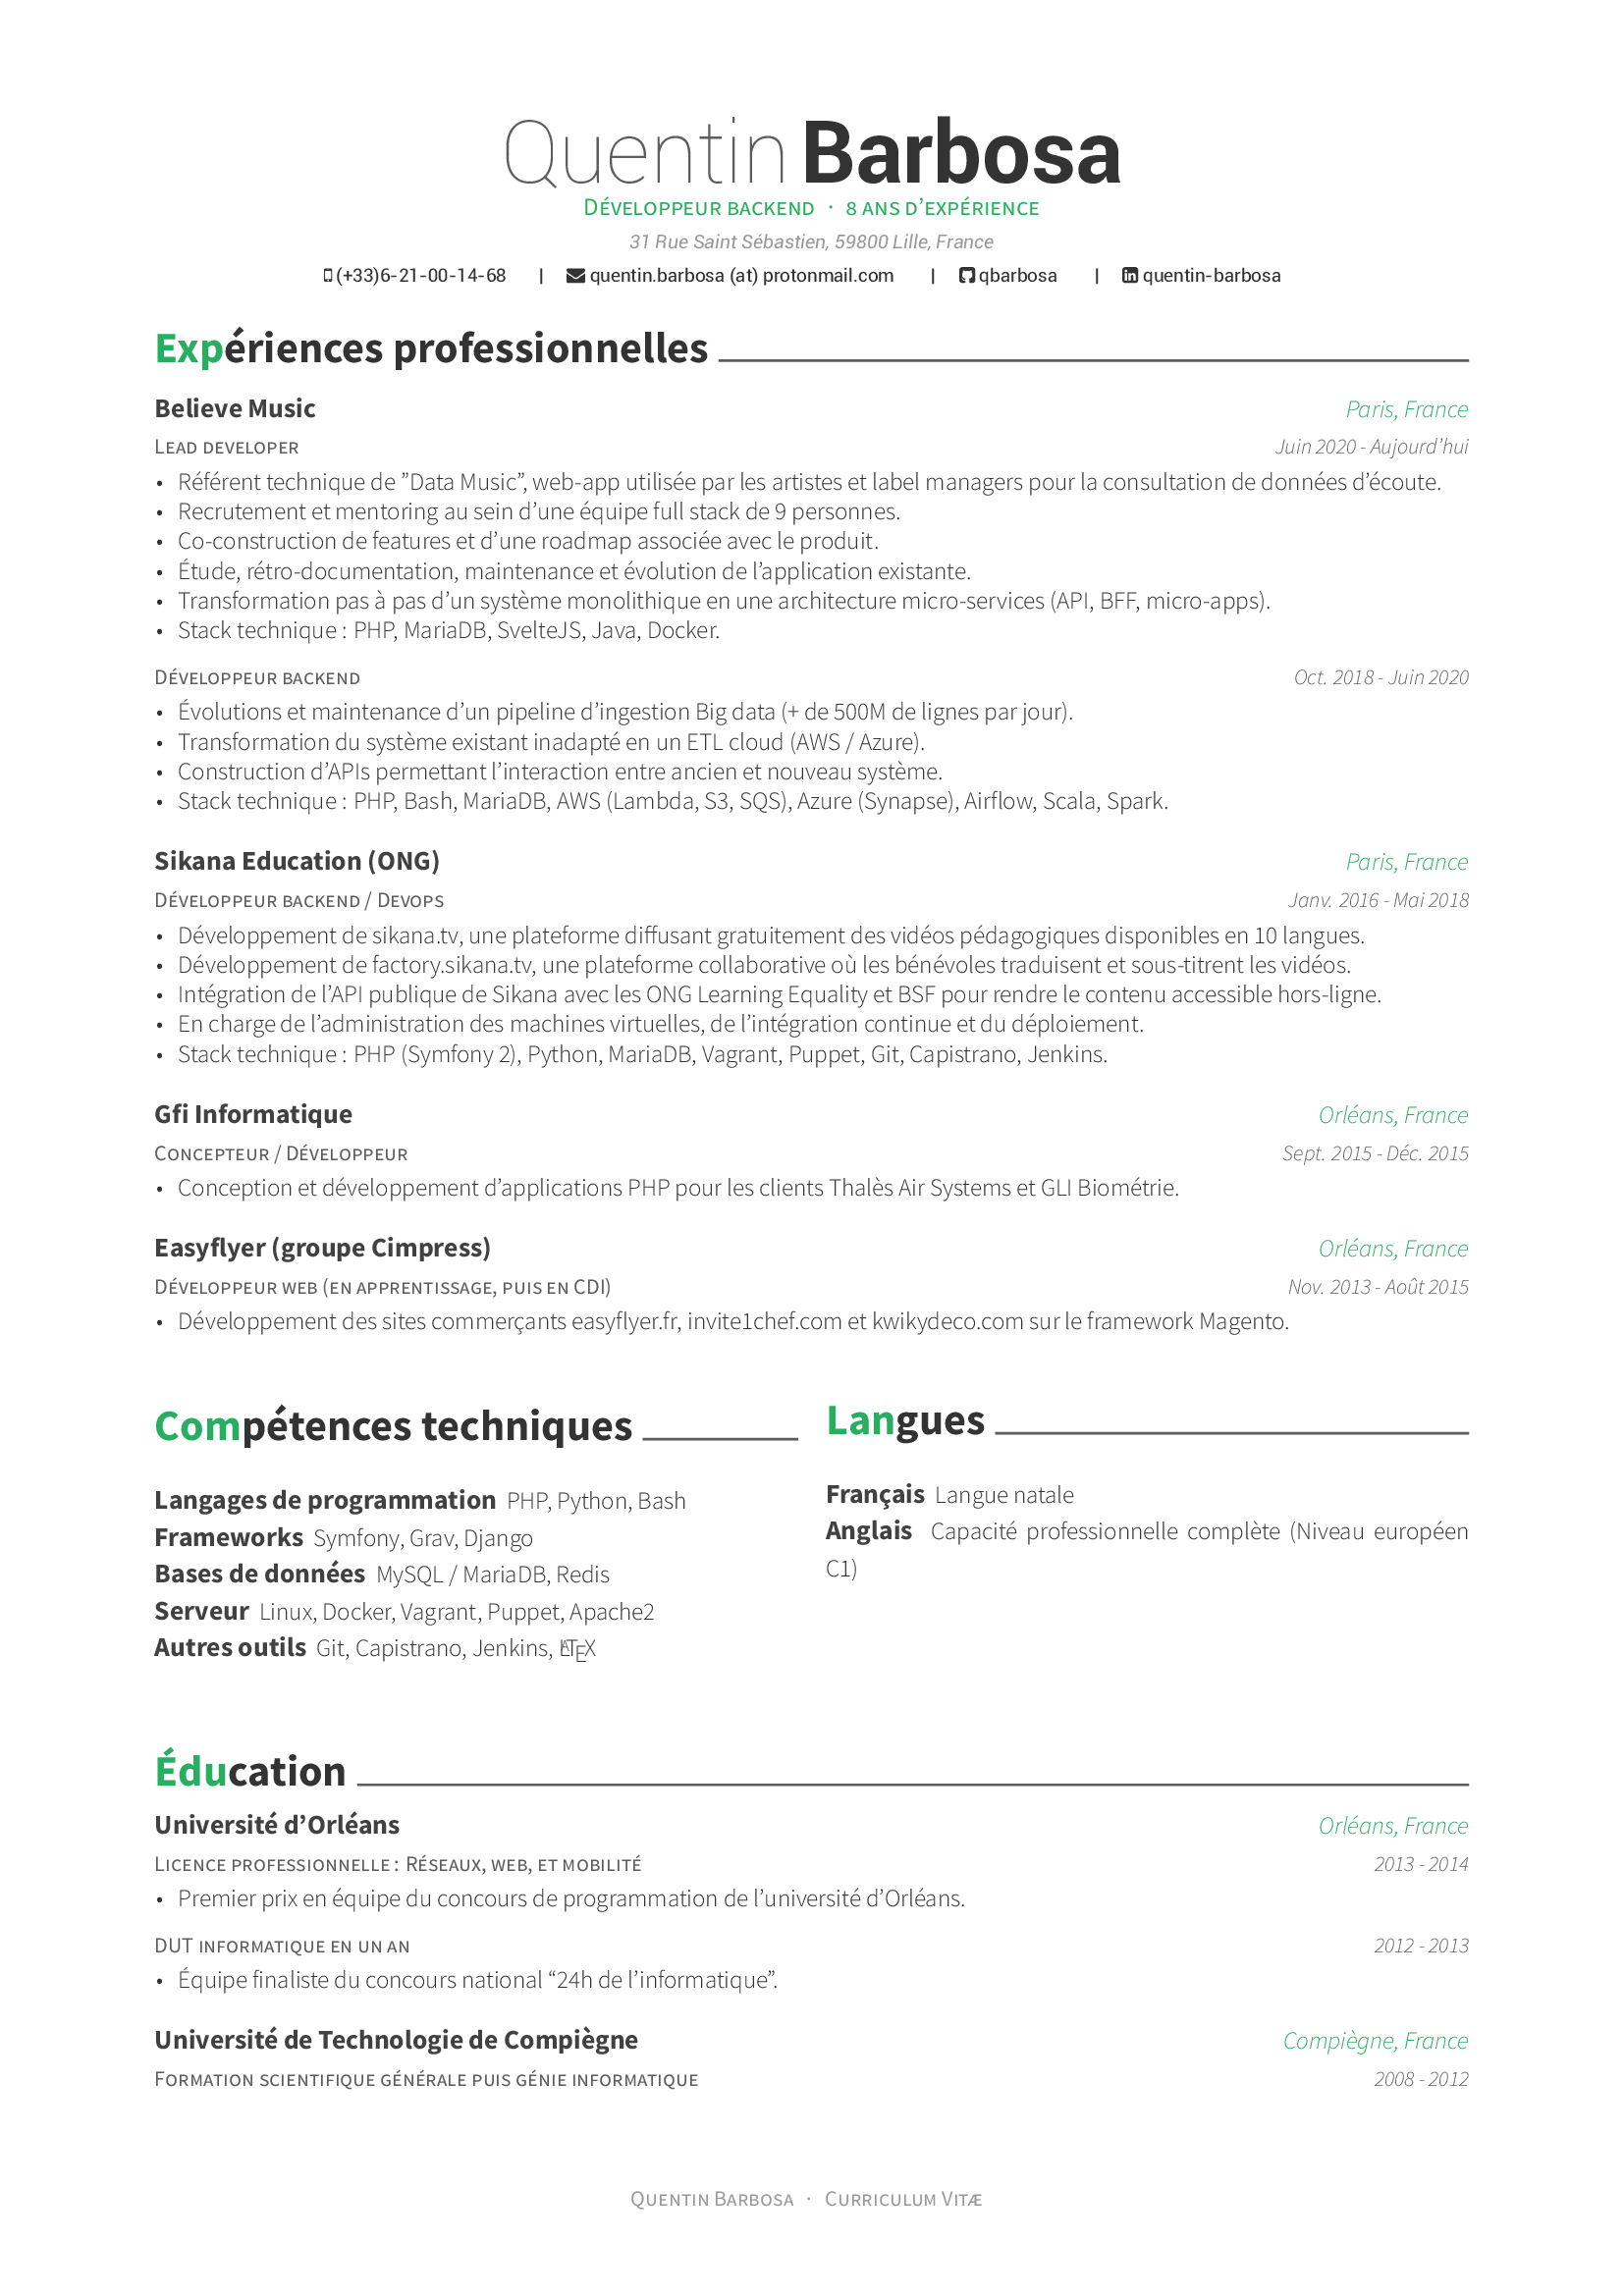 Quentin Barbosa
Développeur backend · 8 ans d’expérience
31 Rue Saint Sébastien, 59800 Lille, France
(+33)6-21-00-14-68 | quentin.barbosa (at) protonmail.com | qbarbosa | quentin-barbosa
Expériences professionnelles
Believe Music Paris, France
Lead developer Juin 2020 - Aujourd’hui
• Référent technique de ”Data Music”, web-app utilisée par les artistes et label managers pour la consultation de données d’écoute.
• Recrutement et mentoring au sein d’une équipe full stack de 9 personnes.
• Co-construction de features et d’une roadmap associée avec le produit.
• Étude, rétro-documentation, maintenance et évolution de l’application existante.
• Transformation pas à pas d’un système monolithique en une architecture micro-services (API, BFF, micro-apps).
• Stack technique : PHP, MariaDB, SvelteJS, Java, Docker.
Développeur backend Oct. 2018 - Juin 2020
• Évolutions et maintenance d’un pipeline d’ingestion Big data (+ de 500M de lignes par jour).
• Transformation du système existant inadapté en un ETL cloud (AWS / Azure).
• Construction d’APIs permettant l’interaction entre ancien et nouveau système.
• Stack technique : PHP, Bash, MariaDB, AWS (Lambda, S3, SQS), Azure (Synapse), Airflow, Scala, Spark.
Sikana Education (ONG) Paris, France
Développeur backend / Devops Janv. 2016 - Mai 2018
• Développement de sikana.tv, une plateforme diffusant gratuitement des vidéos pédagogiques disponibles en 10 langues.
• Développement de factory.sikana.tv, une plateforme collaborative où les bénévoles traduisent et sous-titrent les vidéos.
• Intégration de l’API publique de Sikana avec les ONG Learning Equality et BSF pour rendre le contenu accessible hors-ligne.
• En charge de l’administration des machines virtuelles, de l’intégration continue et du déploiement.
• Stack technique : PHP (Symfony 2), Python, MariaDB, Vagrant, Puppet, Git, Capistrano, Jenkins.
Gfi Informatique Orléans, France
Concepteur / Développeur Sept. 2015 - Déc. 2015
• Conception et développement d’applications PHP pour les clients Thalès Air Systems et GLI Biométrie.
Easyflyer (groupe Cimpress) Orléans, France
Développeur web (en apprentissage, puis en CDI) Nov. 2013 - Août 2015
• Développement des sites commerçants easyflyer.fr, invite1chef.com et kwikydeco.com sur le framework Magento.
Compétences techniques
Langages de programmation PHP, Python, Bash
Frameworks Symfony, Grav, Django
Bases de données MySQL / MariaDB, Redis
Serveur Linux, Docker, Vagrant, Puppet, Apache2
Autres outils Git, Capistrano, Jenkins, LATEX
Langues
Français Langue natale
Anglais Capacité professionnelle complète (Niveau européen
C1)
Éducation
Université d’Orléans Orléans, France
Licence professionnelle : Réseaux, web, et mobilité 2013 - 2014
• Premier prix en équipe du concours de programmation de l’université d’Orléans.
DUT informatique en un an 2012 - 2013
• Équipe finaliste du concours national “24h de l’informatique”.
Université de Technologie de Compiègne Compiègne, France
Formation scientifique générale puis génie informatique 2008 - 2012
Quentin Barbosa · Curriculum Vitæ